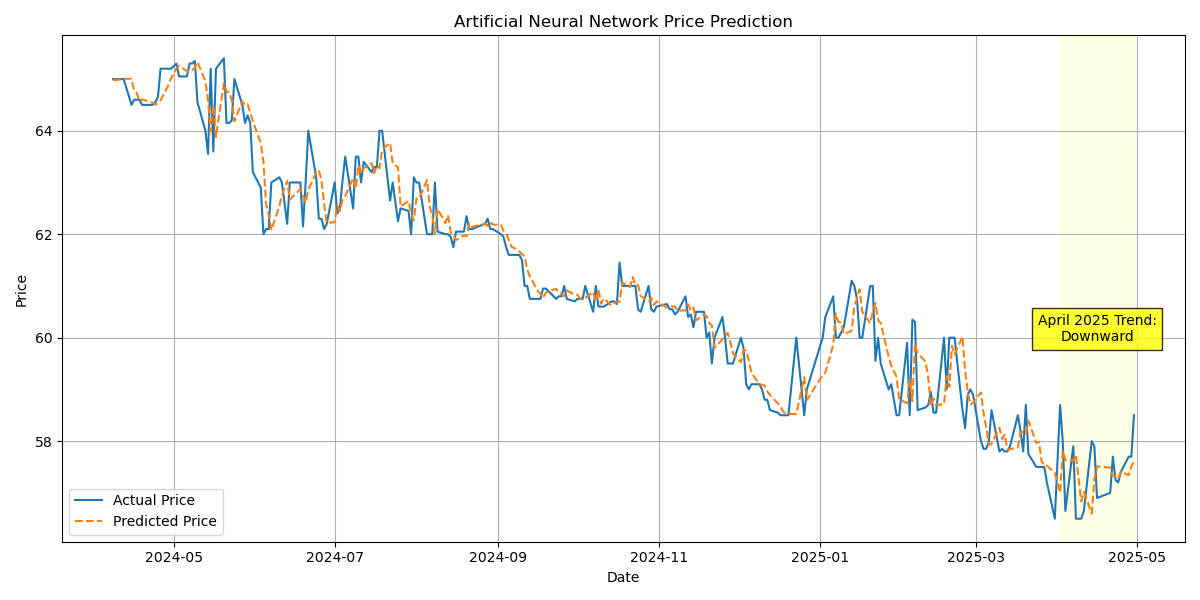 Artificial Neural Network Price Prediction
Price
64
62
60
58
April 2025 Trend:
Downward
Actual Price
Predicted Price
2024-05
2024-07
2024-09
2024-11
2025-01
2025-03
2025-05
Date